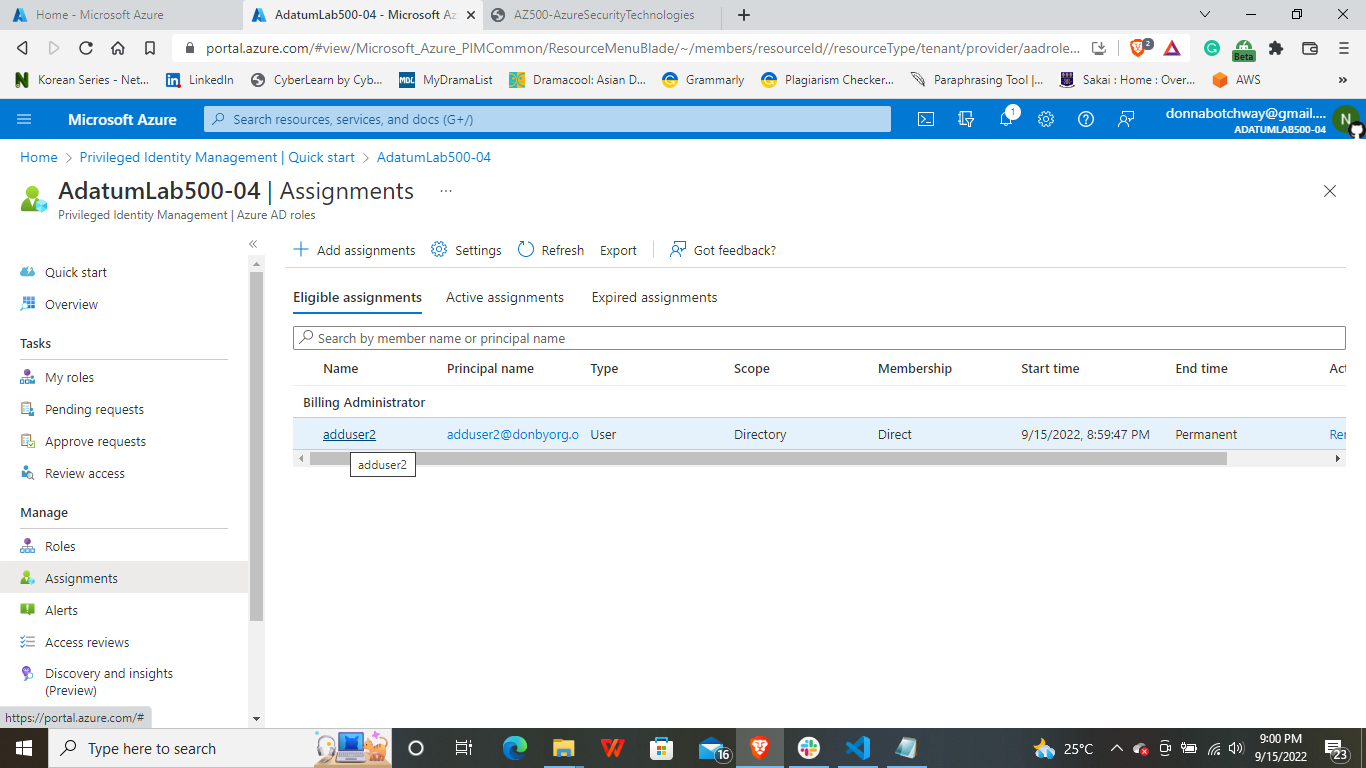 Home - Microsoft Azure
AdatumLab500-04 - Microsoft Az
AZ500-AzureSecurityTechnologies
portal.azure.com/#view/Microsoft_Azure_PIMCommon/ResourceMenuBlade/~/members/resourceId//resourceType/tenant/provider/aadrole...
2
Beta
Korean Series - Net...
LinkedIn
CyberLearn by Cyb...
MDL MyDramaList
Dramacool: Asian D...
Grammarly
Plagiarism Checker...
Paraphrasing Tool |...
Sakai : Home : Over...
AWS
Microsoft Azure
Search resources, services, and docs (G+/)
1
donnabotchway@gmail....
ADATUMLAB500-04
N
Home > Privileged Identity Management | Quick start > AdatumLab500-04
AdatumLab500-04 | Assignments ...
Privileged Identity Management | Azure AD roles
Quick start
Overview
Tasks
My roles
Pending requests
Approve requests
Review access
Manage
Roles
Assignments
Alerts
Access reviews
Discovery and insights
(Preview)
https://portal.azure.com/#
Add assignments Settings Refresh Export Got feedback?
Eligible assignments Active assignments Expired assignments
Search by member name or principal name
Name Principal name Type Scope Membership Start time End time Act
Billing Administrator
adduser2 adduser2@donbyorg.o User Directory Direct 9/15/2022, 8:59:47 PM Permanent Rer
adduser2
Type here to search
16
25°C
9:00 PM
9/15/2022
23